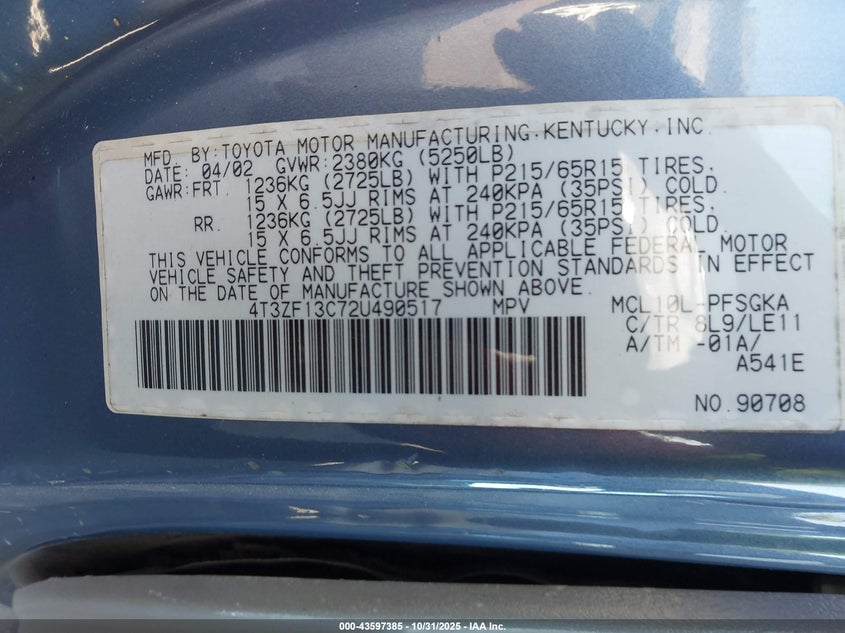 MFD. BY: TOYOTA MOTOR MANUFACTURING. KENTUCKY, INC.
DATE: 04/02 GVWR: 2380KG (5250LB)
GAWR: FRT. 1236KG (2725LB) WITH P215/65R15 TIRES.
15 X 6.5JJ RIMS AT 240KPA (35PSI) COLD.
RR. 1236KG (2725LB) WITH P215/65R15 TIRES.
15 X 6.5JJ RIMS AT 240KPA (35PSI) COLD.
THIS VEHICLE CONFORMS TO ALL APPLICABLE FEDERAL MOTOR
VEHICLE SAFETY AND THEFT PREVENTION STANDARDS IN EFFECT
ON THE DATE OF MANUFACTURE SHOWN ABOVE.
4T3ZF13C72U490517 MPV MCL10L-PFSGKA
C/TR 8L9/LE11
A/TM -01A/
A541E
NO. 90708
000-43597385 - 10/31/2025 - IAA Inc.